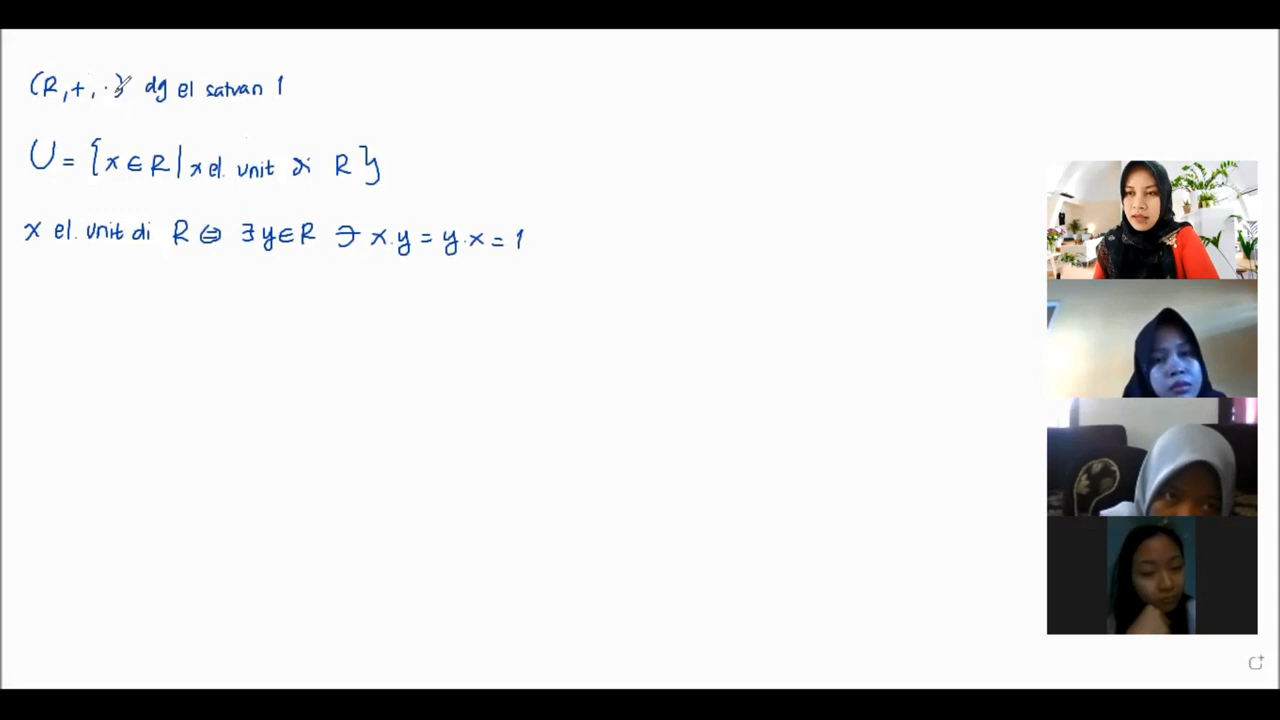 (R,+,·) dg el satuan 1
U = {x ∈ R | x el. unit di R}
x el. unit di R ⇔ ∃ y ∈ R ∋ x.y = y.x = 1